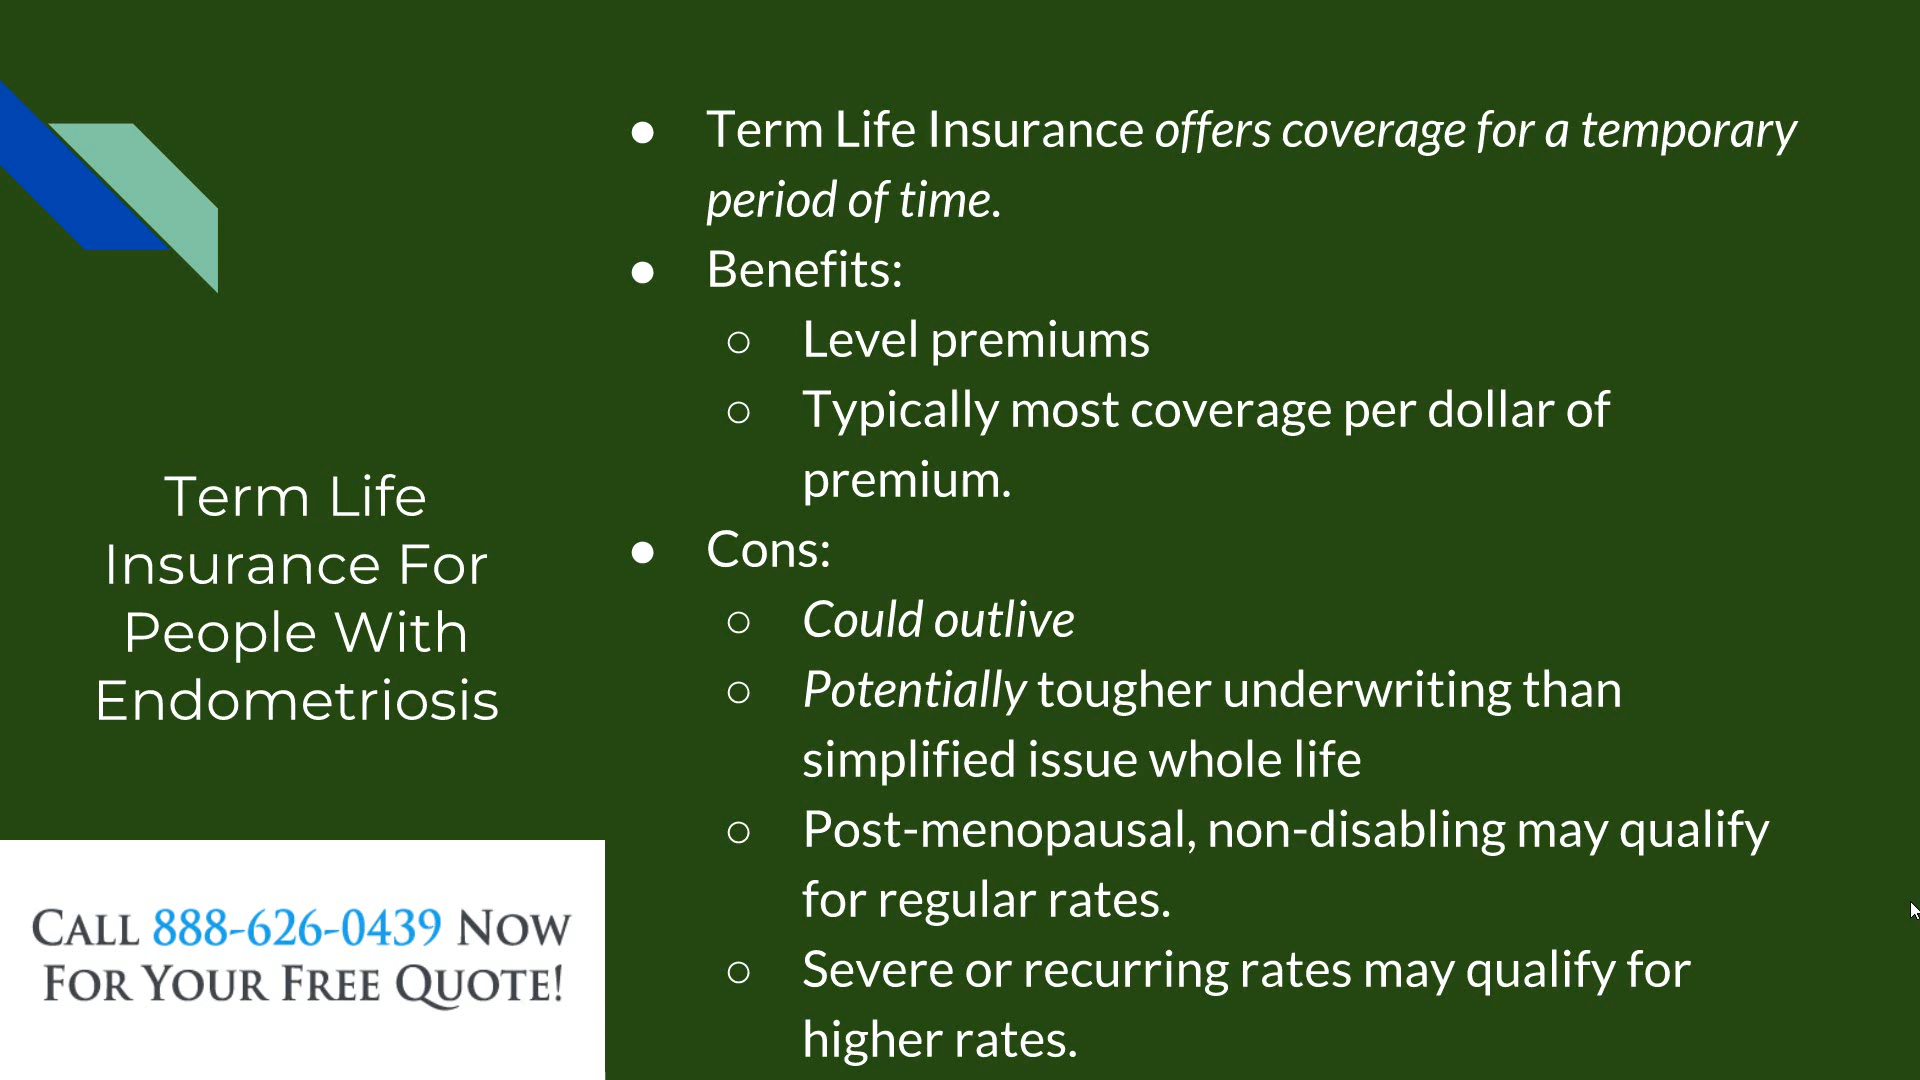 Term Life
Insurance For
People With
Endometriosis
CALL 888-626-0439 NOW
FOR YOUR FREE QUOTE!
● Term Life Insurance offers coverage for a temporary
period of time.
● Benefits:
○ Level premiums
○ Typically most coverage per dollar of
premium.
● Cons:
○ Could outlive
○ Potentially tougher underwriting than
simplified issue whole life
○ Post-menopausal, non-disabling may qualify
for regular rates.
○ Severe or recurring rates may qualify for
higher rates.